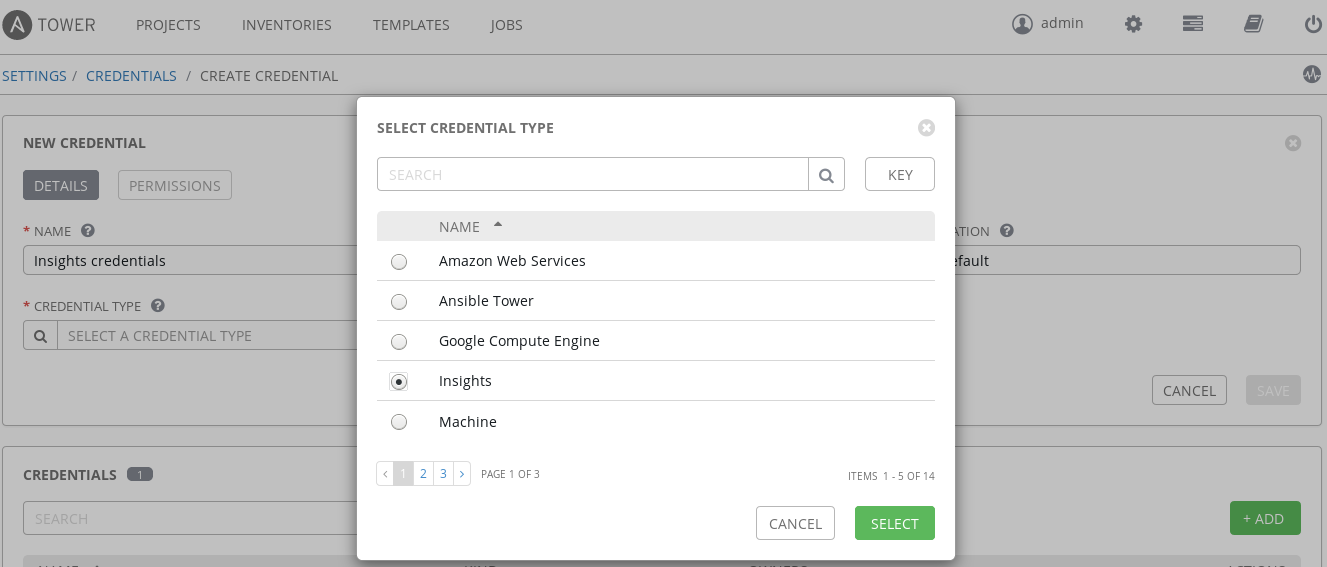 A TOWER PROJECTS INVENTORIES TEMPLATES JOBS admin
SETTINGS / CREDENTIALS / CREATE CREDENTIAL
SELECT CREDENTIAL TYPE
SEARCH KEY
NAME
Amazon Web Services
Ansible Tower
Google Compute Engine
Insights
Machine
< 1 2 3 > PAGE 1 OF 3 ITEMS 1 - 5 OF 14
CANCEL SELECT
NEW CREDENTIAL
DETAILS PERMISSIONS
* NAME ?
Insights credentials
ATION ?
efault
* CREDENTIAL TYPE ?
SELECT A CREDENTIAL TYPE
CANCEL SAVE
CREDENTIALS 1
SEARCH
+ ADD